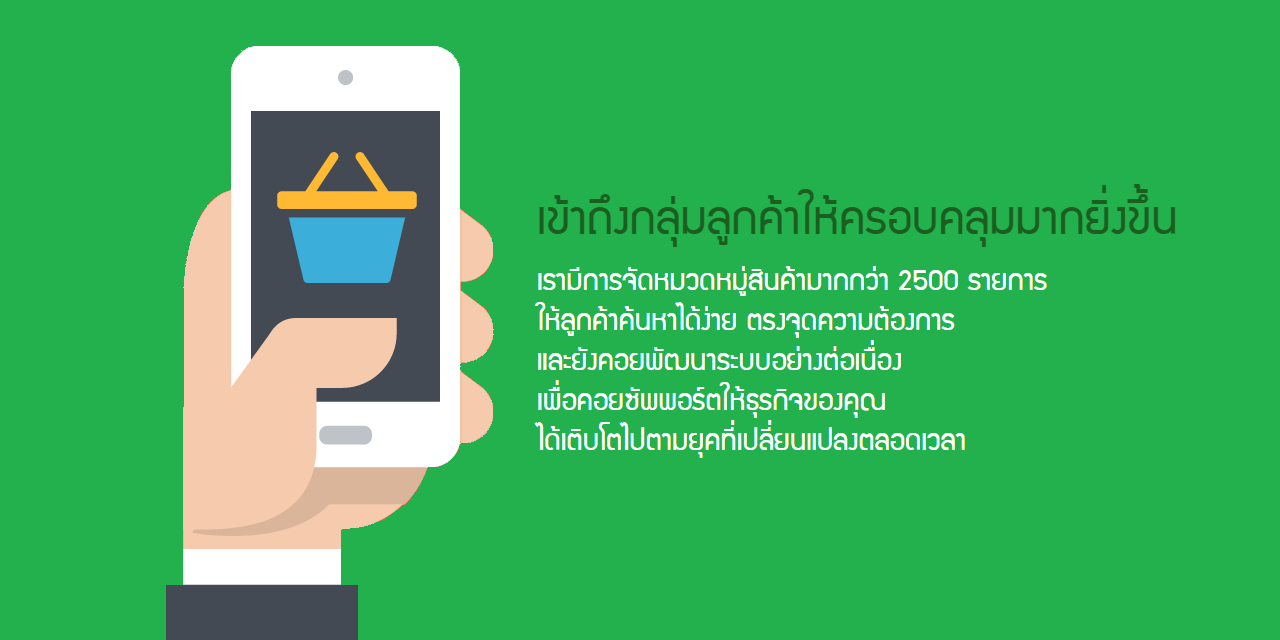 เข้าถึงกลุ่มลูกค้าให้ครอบคลุมมากยิ่งขึ้น
เรามีการจัดหมวดหมู่สินค้ามากกว่า 2500 รายการ
ให้ลูกค้าค้นหาได้ง่าย ตรงจุดความต้องการ
และยังคอยพัฒนาระบบอย่างต่อเนื่อง
เพื่อคอยซัพพอร์ตให้ธุรกิจของคุณ
ได้เติบโตไปตามยุคที่เปลี่ยนแปลงตลอดเวลา